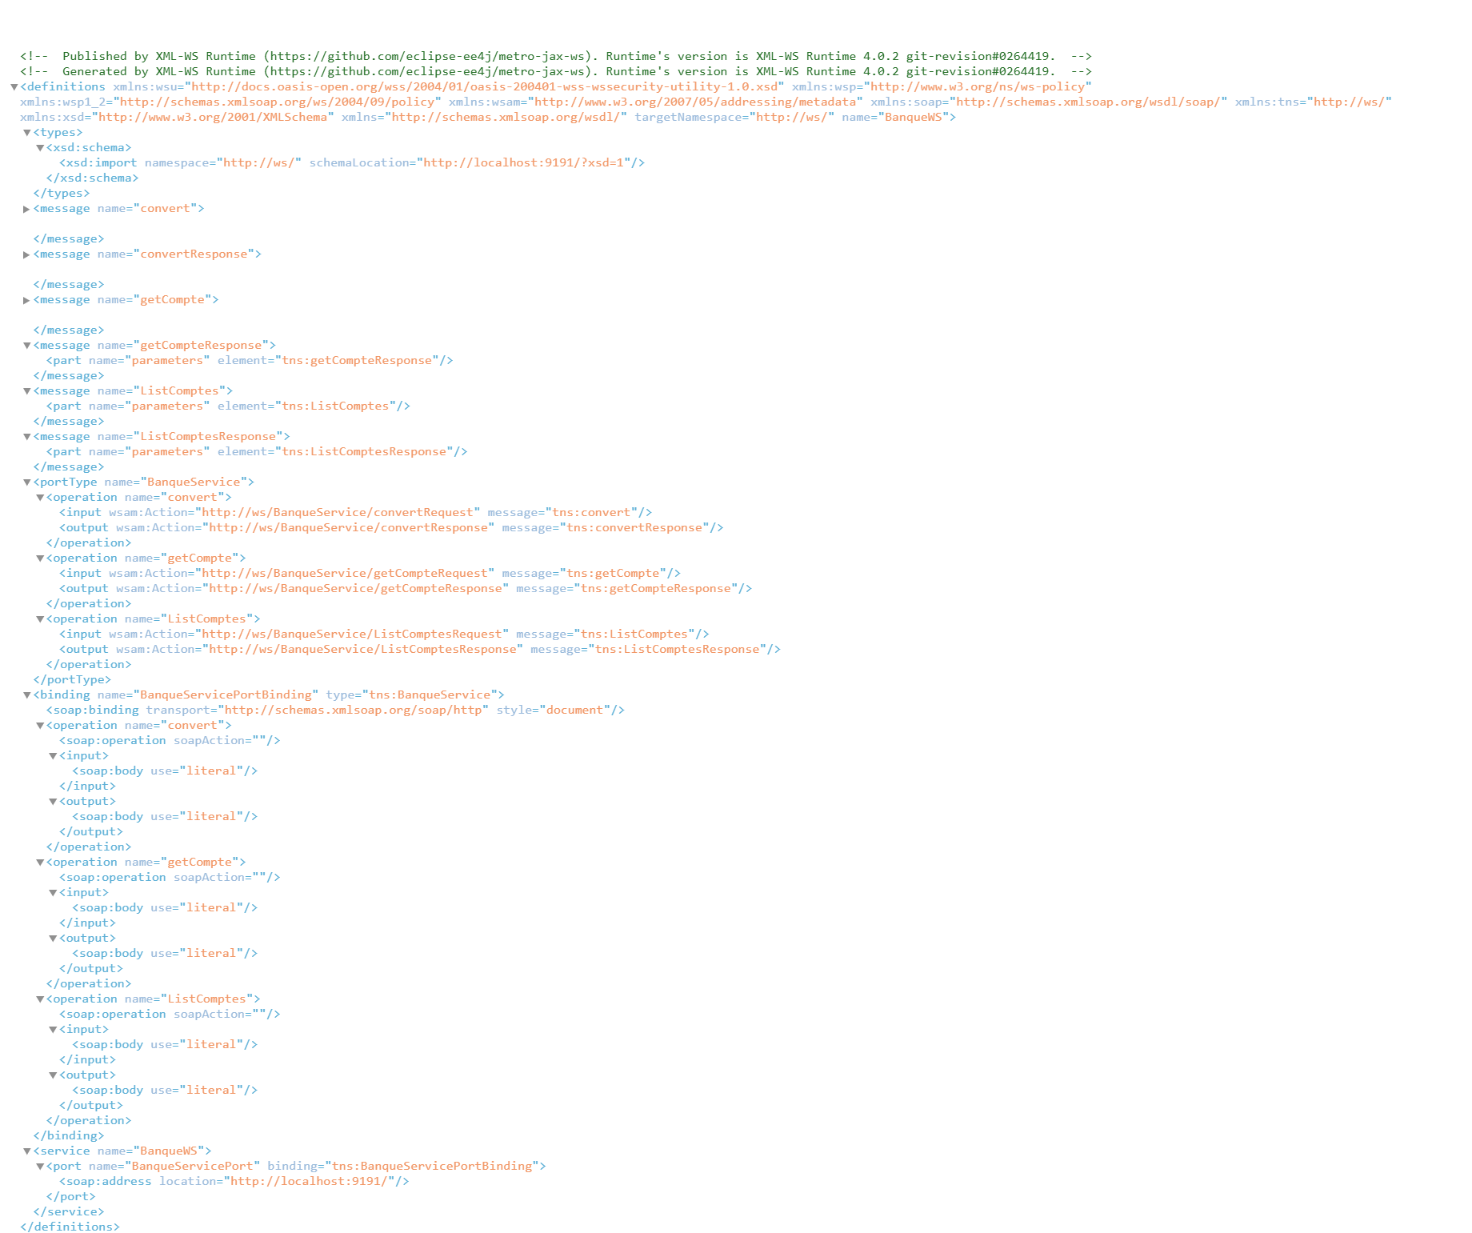 <!-- Published by XML-WS Runtime (https://github.com/eclipse-ee4j/metro-jax-ws). Runtime's version is XML-WS Runtime 4.0.2 git-revision#0264419. -->
<!-- Generated by XML-WS Runtime (https://github.com/eclipse-ee4j/metro-jax-ws). Runtime's version is XML-WS Runtime 4.0.2 git-revision#0264419. -->
▼<definitions xmlns:wsu="http://docs.oasis-open.org/wss/2004/01/oasis-200401-wss-wssecurity-utility-1.0.xsd" xmlns:wsp="http://www.w3.org/ns/ws-policy"
xmlns:wsp1_2="http://schemas.xmlsoap.org/ws/2004/09/policy" xmlns:wsam="http://www.w3.org/2007/05/addressing/metadata" xmlns:soap="http://schemas.xmlsoap.org/wsdl/soap/" xmlns:tns="http://ws/"
xmlns:xsd="http://www.w3.org/2001/XMLSchema" xmlns="http://schemas.xmlsoap.org/wsdl/" targetNamespace="http://ws/" name="BanqueWS">
▼<types>
▼<xsd:schema>
<xsd:import namespace="http://ws/" schemaLocation="http://localhost:9191/?xsd=1"/>
</xsd:schema>
</types>
▶<message name="convert">
</message>
▶<message name="convertResponse">
</message>
▶<message name="getCompte">
</message>
▼<message name="getCompteResponse">
<part name="parameters" element="tns:getCompteResponse"/>
</message>
▼<message name="ListComptes">
<part name="parameters" element="tns:ListComptes"/>
</message>
▼<message name="ListComptesResponse">
<part name="parameters" element="tns:ListComptesResponse"/>
</message>
▼<portType name="BanqueService">
▼<operation name="convert">
<input wsam:Action="http://ws/BanqueService/convertRequest" message="tns:convert"/>
<output wsam:Action="http://ws/BanqueService/convertResponse" message="tns:convertResponse"/>
</operation>
▼<operation name="getCompte">
<input wsam:Action="http://ws/BanqueService/getCompteRequest" message="tns:getCompte"/>
<output wsam:Action="http://ws/BanqueService/getCompteResponse" message="tns:getCompteResponse"/>
</operation>
▼<operation name="ListComptes">
<input wsam:Action="http://ws/BanqueService/ListComptesRequest" message="tns:ListComptes"/>
<output wsam:Action="http://ws/BanqueService/ListComptesResponse" message="tns:ListComptesResponse"/>
</operation>
</portType>
▼<binding name="BanqueServicePortBinding" type="tns:BanqueService">
<soap:binding transport="http://schemas.xmlsoap.org/soap/http" style="document"/>
▼<operation name="convert">
<soap:operation soapAction=""/>
▼<input>
<soap:body use="literal"/>
</input>
▼<output>
<soap:body use="literal"/>
</output>
</operation>
▼<operation name="getCompte">
<soap:operation soapAction=""/>
▼<input>
<soap:body use="literal"/>
</input>
▼<output>
<soap:body use="literal"/>
</output>
</operation>
▼<operation name="ListComptes">
<soap:operation soapAction=""/>
▼<input>
<soap:body use="literal"/>
</input>
▼<output>
<soap:body use="literal"/>
</output>
</operation>
</binding>
▼<service name="BanqueWS">
▼<port name="BanqueServicePort" binding="tns:BanqueServicePortBinding">
<soap:address location="http://localhost:9191/"/>
</port>
</service>
</definitions>